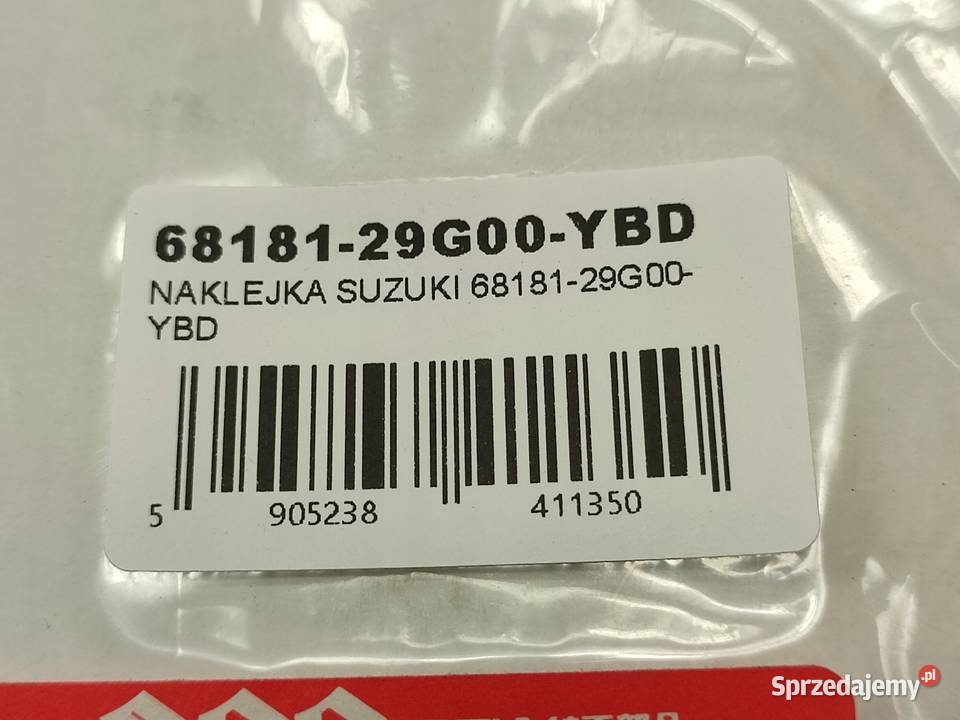 68181-29G00-YBD
NAKLEJKA SUZUKI 68181-29G00-
YBD
5 905238 411350
Sprzedajemy.pl